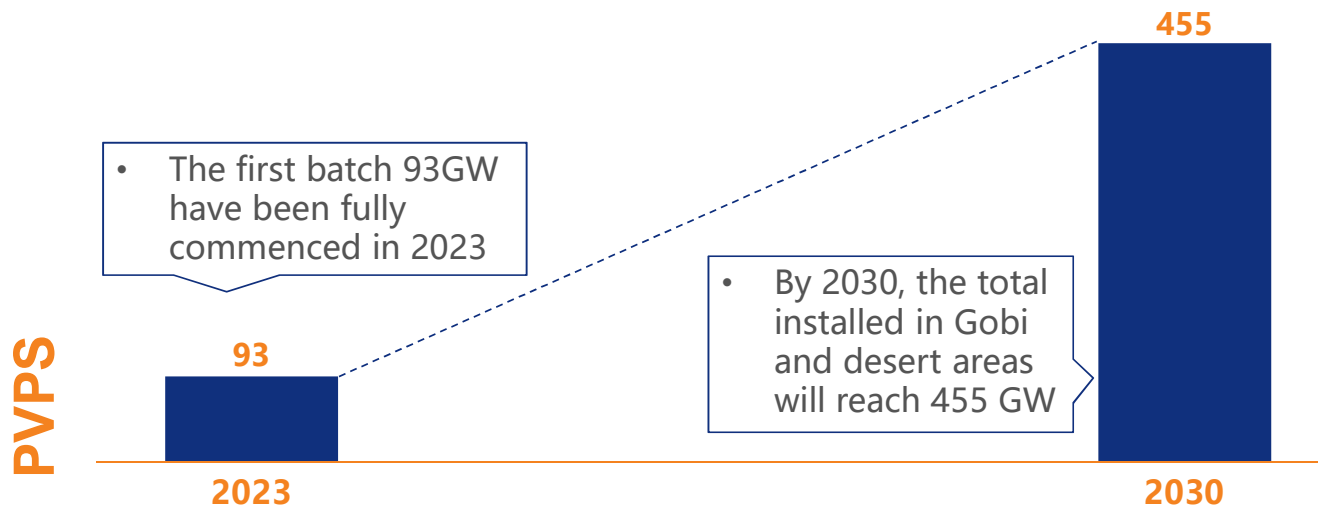 455
• The first batch 93GW
have been fully
commenced in 2023
• By 2030, the total
installed in Gobi
and desert areas
will reach 455 GW
93
PVPS
2023
2030